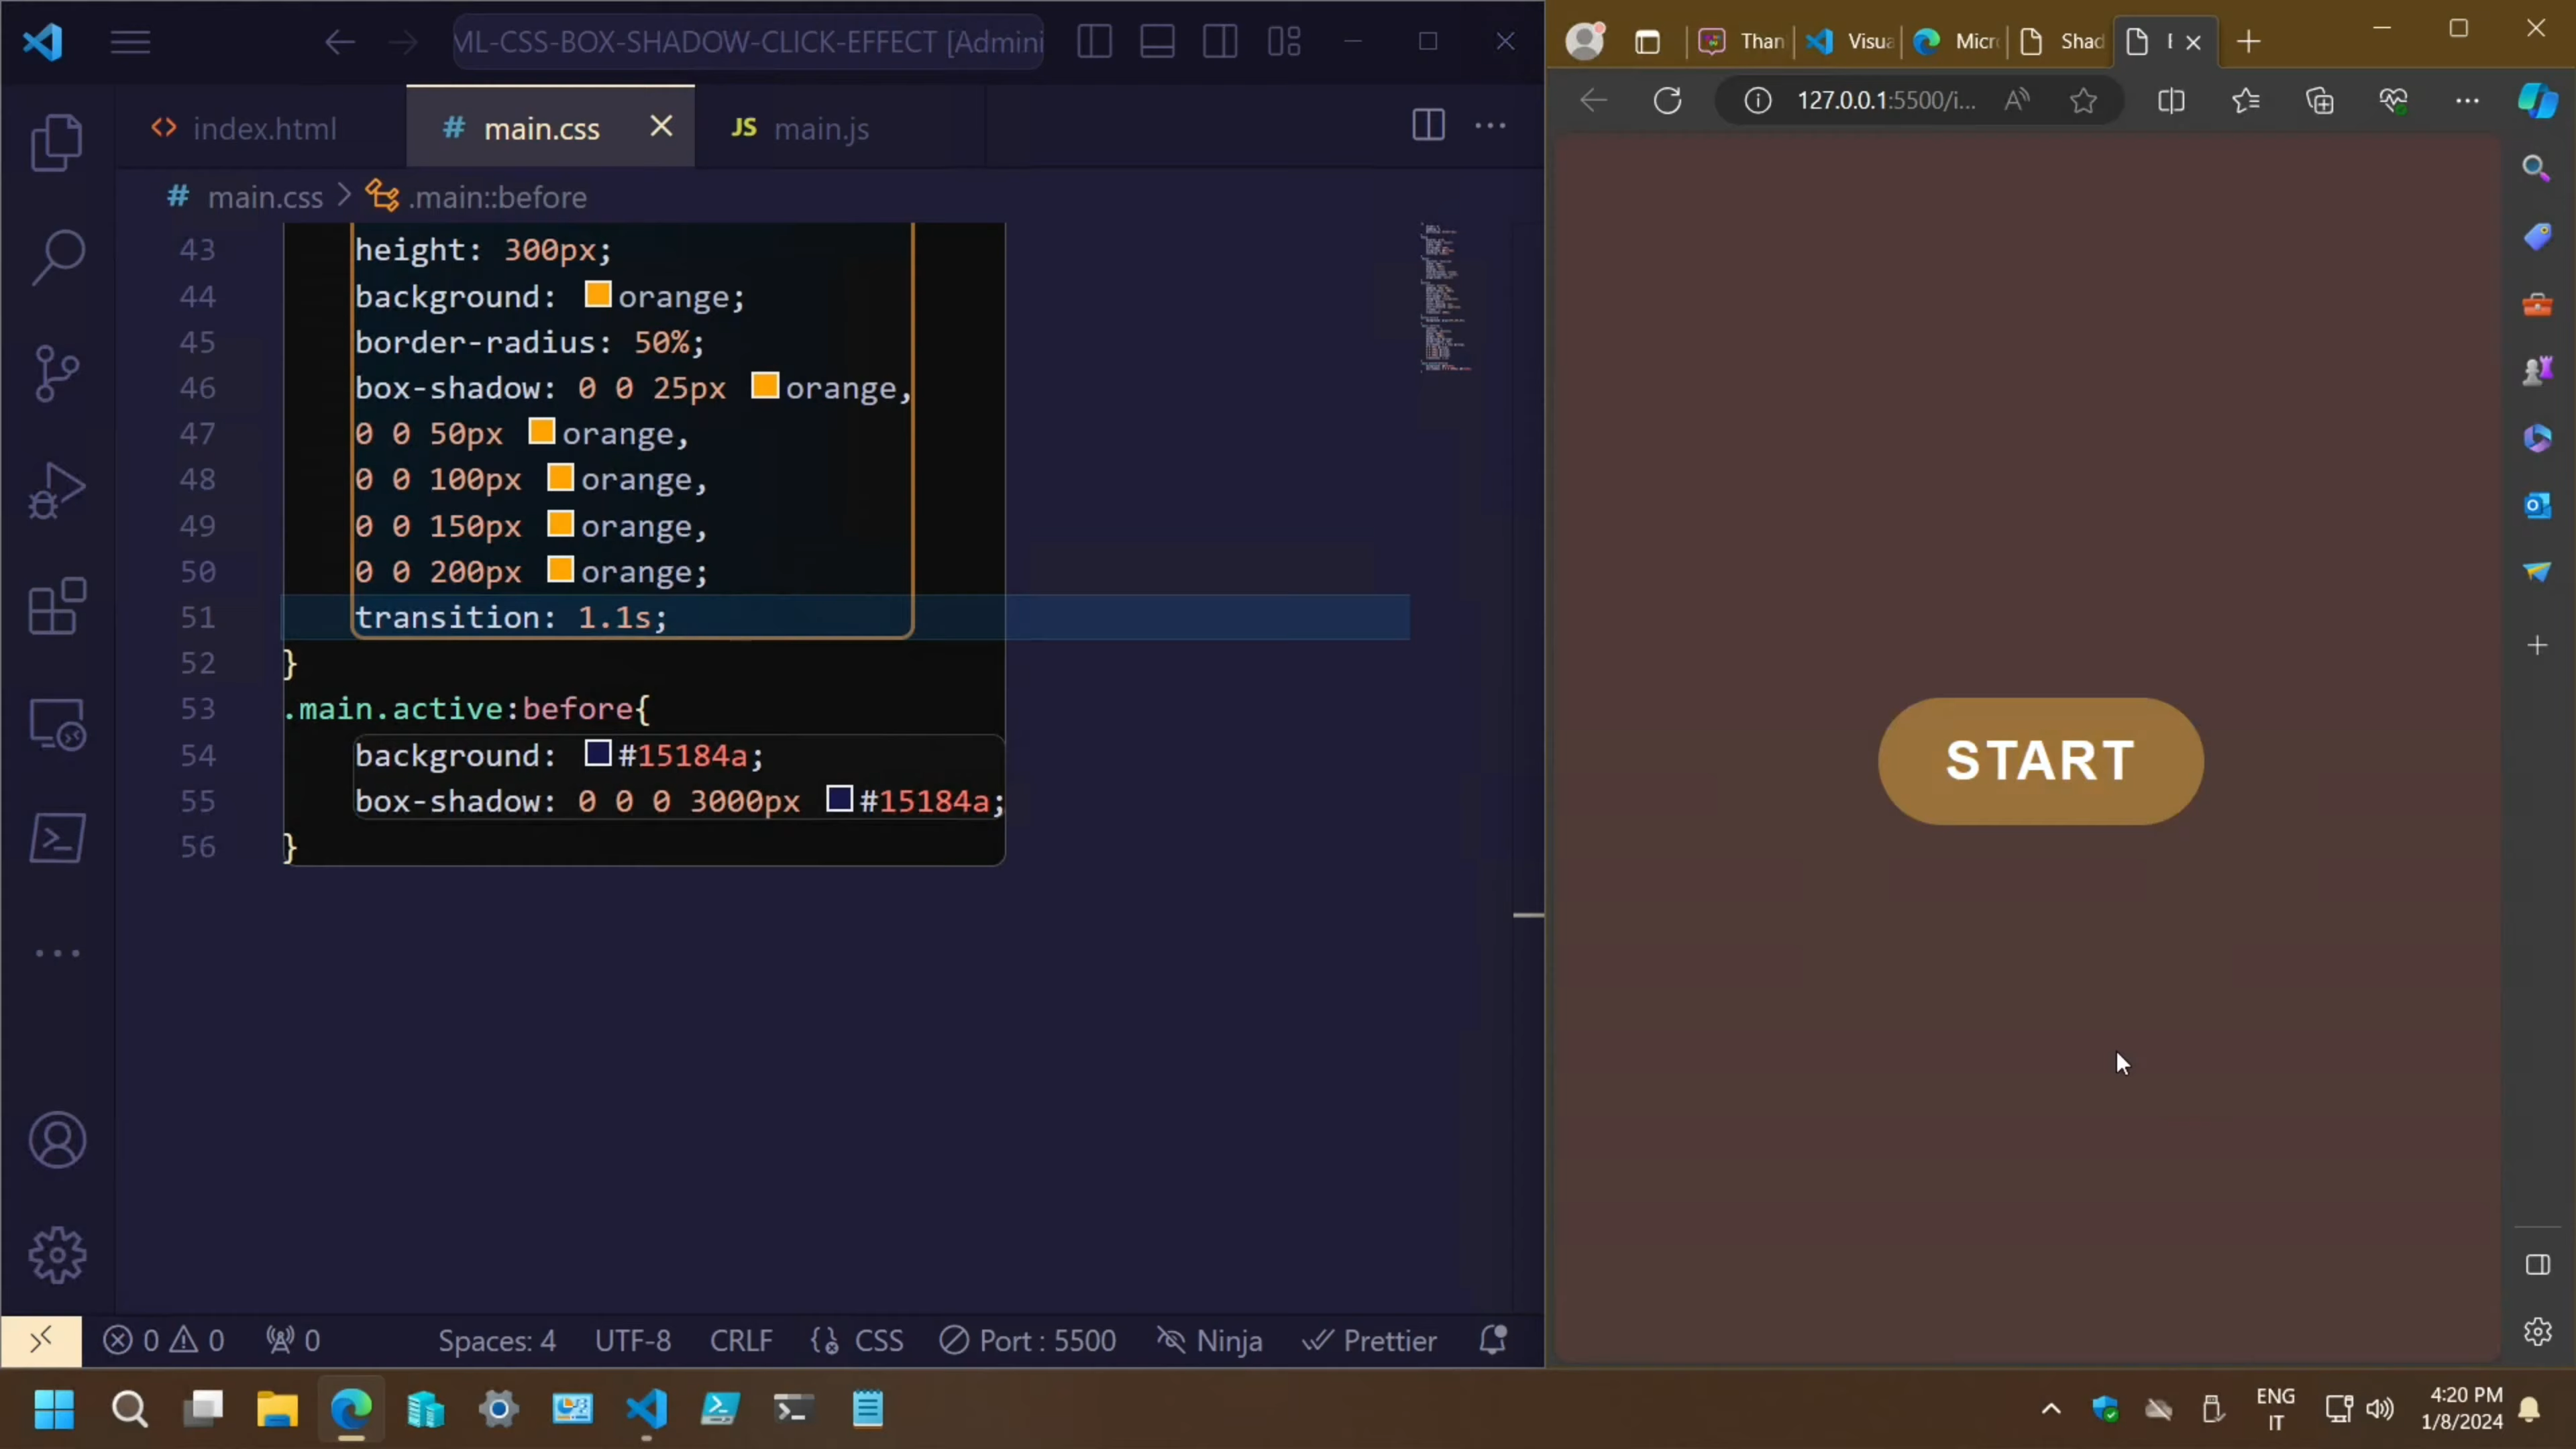 ML-CSS-BOX-SHADOW-CLICK-EFFECT [Admini
index.html
# main.css
JS main.js
# main.css > .main::before
43 height: 300px;
44 background: orange;
45 border-radius: 50%;
46 box-shadow: 0 0 25px orange,
47 0 0 50px orange,
48 0 0 100px orange,
49 0 0 150px orange,
50 0 0 200px orange;
51 transition: 1.1s;
52 }
53 .main.active:before{
54 background: #15184a;
55 box-shadow: 0 0 0 3000px #15184a;
56 }
0 0 0 Spaces: 4 UTF-8 CRLF CSS Port : 5500 Ninja Prettier
Than Visua Micr Shad
127.0.0.1:5500/i...
START
ENG
IT
4:20 PM
1/8/2024